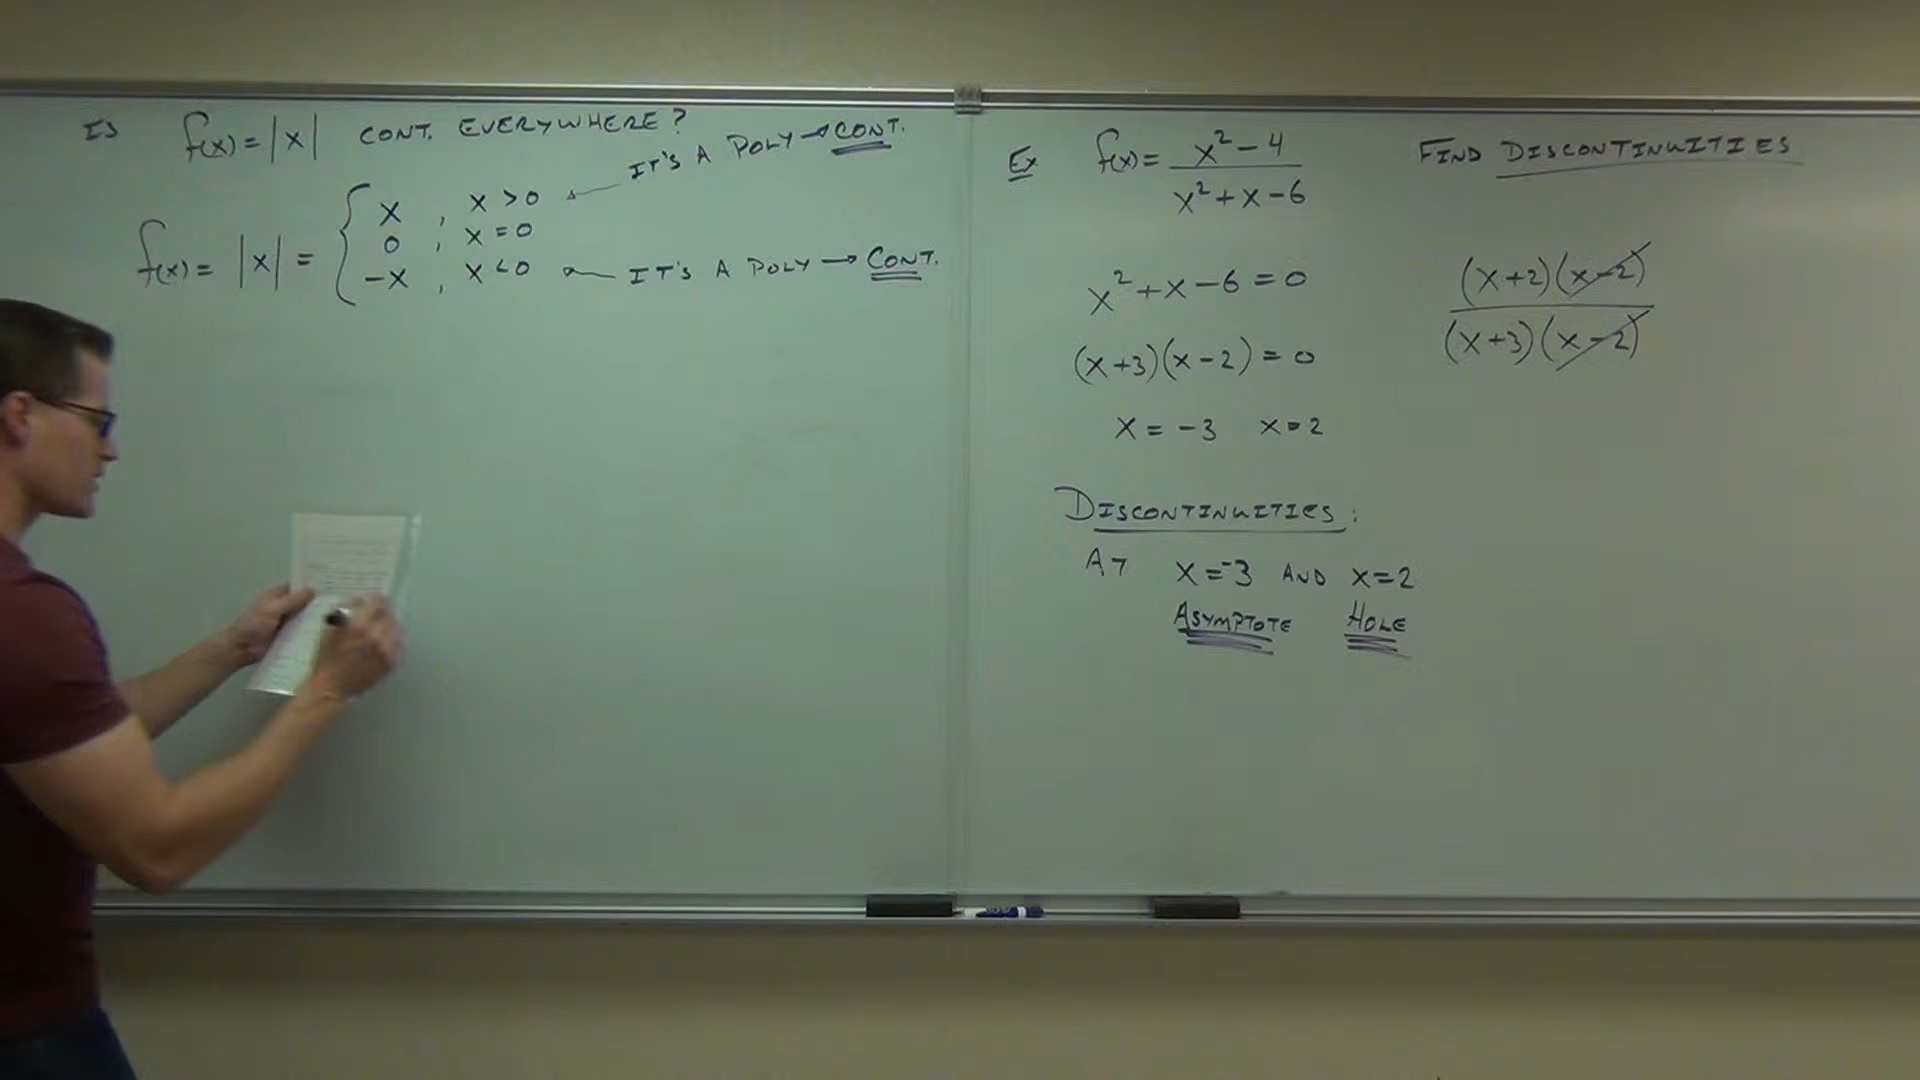 Is f(x) = |x| CONT. EVERYWHERE?
f(x) = |x| = { x , x > 0
0 , x = 0
-x , x < 0
IT'S A POLY → CONT.
IT'S A POLY → CONT.
Ex f(x) = (x² - 4) / (x² + x - 6)
FIND DISCONTINUITIES
x² + x - 6 = 0
(x + 3)(x - 2) = 0
x = -3 x = 2
(x + 2)(x - 2)
(x + 3)(x - 2)
DISCONTINUITIES:
AT x = -3 AND x = 2
ASYMPTOTE HOLE